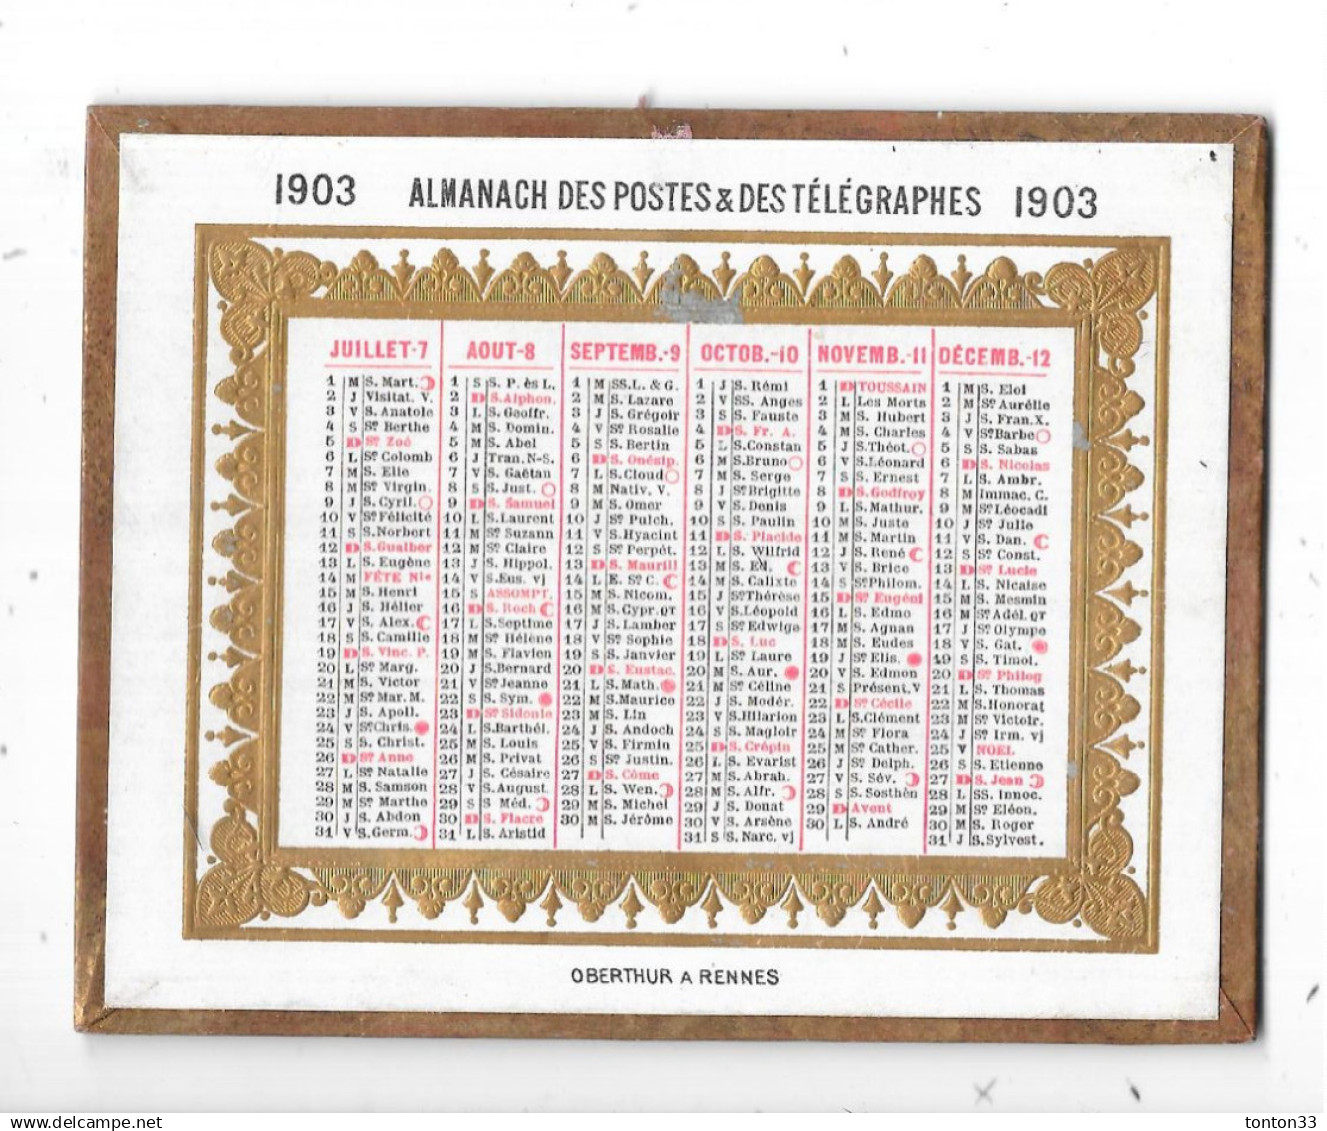 1903 ALMANACH DES POSTES & DES TÉLÉGRAPHES 1903
JUILLET-7
1 M S. Mart.
2 J Visitat. V.
3 V S. Anatole
4 S Ste Berthe
5 D Ste Zoé
6 L Ste Colomb
7 M S. Elie
8 M Ste Virgin.
9 J S. Cyril.
10 V Ste Félicité
11 S S. Norbert
12 D S. Gualber
13 L S. Eugène
14 M FÊTE Nle
15 M S. Henri
16 J S. Hélier
17 V S. Alex.
18 S S. Camille
19 D S. Vinc. P.
20 L Ste Marg.
21 M S. Victor
22 M Ste Mar. M.
23 J S. Apoll.
24 V Ste Chris.
25 S S. Christ.
26 D Ste Anne
27 L Ste Natalie
28 M S. Samson
29 M Ste Marthe
30 J S. Abdon
31 V S. Germ.
AOUT-8
1 S S. P. ès L.
2 D S. Alphon.
3 L S. Geoffr.
4 M S. Domin.
5 M S. Abel
6 J Tran. N-S.
7 V S. Gaëtan
8 S S. Just.
9 D S. Samuel
10 L S. Laurent
11 M Ste Suzann
12 M Ste Claire
13 J S. Hippol.
14 V S. Eus. vj
15 S ASSOMPT.
16 D S. Roch
17 L S. Septime
18 M Ste Hélène
19 M S. Flavien
20 J S. Bernard
21 V Ste Jeanne
22 S S. Sym.
23 D Ste Sidonie
24 L S. Barthél.
25 M S. Louis
26 M S. Privat
27 J S. Césaire
28 V S. August.
29 S S Méd.
30 D S. Fiacre
31 L S. Aristid
SEPTEMB.-9
1 M SS. L. & G.
2 M S. Lazare
3 J S. Grégoir
4 V Ste Rosalie
5 S S. Bertin
6 D S. Onésip.
7 L S. Cloud
8 M Nativ. V.
9 M S. Omer
10 J Ste Pulch.
11 V S. Hyacint
12 S Ste Perpét.
13 D S. Maurill
14 L E. Ste C.
15 M S. Nicom.
16 M S. Cypr. QT
17 J S. Lamber
18 V Ste Sophie
19 S S. Janvier
20 D S. Eustac.
21 L S. Math.
22 M S. Maurice
23 M S. Lin
24 J S. Andoch
25 V S. Firmin
26 S Ste Justin.
27 D S. Côme
28 L S. Wen.
29 M S. Michel
30 M S. Jérôme
OCTOB.-10
1 J S. Rémi
2 V SS. Anges
3 S S. Fauste
4 D S. Fr. A.
5 L S. Constan
6 M S. Bruno
7 M S. Serge
8 J Ste Brigitte
9 V S. Denis
10 S S. Paulin
11 D S. Placide
12 L S. Wilfrid
13 M S. Ed.
14 M S. Calixte
15 J Ste Thérèse
16 V S. Léopold
17 S Ste Edwige
18 D S. Luc
19 L Ste Laure
20 M S. Aur.
21 M Ste Céline
22 J S. Modér.
23 V S. Hilarion
24 S S. Magloir
25 D S. Crépin
26 L S. Evarist
27 M S. Abrah.
28 M S. Alfr.
29 J S. Donat
30 V S. Arsène
31 S S. Narc. vj
NOVEMB.-11
1 D TOUSSAIN
2 L Les Morts
3 M S. Hubert
4 M S. Charles
5 J S. Théot.
6 V S. Léonard
7 S S. Ernest
8 D S. Godfroy
9 L S. Mathur.
10 M S. Juste
11 M S. Martin
12 J S. René
13 V S. Brice
14 S Ste Philom.
15 D Ste Eugéni
16 L S. Edme
17 M S. Agnan
18 M S. Eudes
19 J Ste Elis.
20 V S. Edmon
21 S Présent. V
22 D Ste Cécile
23 L S. Clément
24 M Ste Flora
25 M Ste Cather.
26 J Ste Delph.
27 V S. Sév.
28 S S. Sosthèn
29 D Avent
30 L S. André
DÉCEMB.-12
1 M S. Eloi
2 M Ste Aurélie
3 J S. Fran. X.
4 V Ste Barbe
5 S S. Sabas
6 D S. Nicolas
7 L S. Ambr.
8 M Immac. C.
9 M Ste Léocadi
10 J Ste Julie
11 V S. Dan.
12 S Ste Const.
13 D Ste Lucie
14 L S. Nicaise
15 M S. Mesmin
16 M Ste Adèl. QT
17 J Ste Olympe
18 V S. Gat.
19 S S. Timol.
20 D Ste Philog
21 L S. Thomas
22 M S. Honorat
23 M Ste Victoir.
24 J Ste Irm. vj
25 V NOEL
26 S S. Etienne
27 D S. Jean
28 L SS. Innoc.
29 M Ste Eléon.
30 M S. Roger
31 J S. Sylvest.
OBERTHUR A RENNES
tonton33